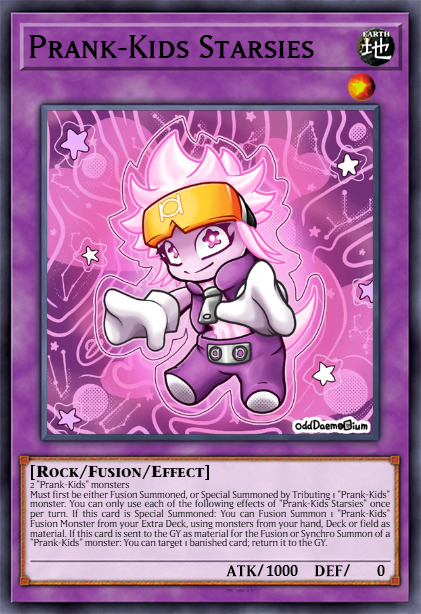 Prank-Kids Starsies
EARTH
地
oddDaemonium
[Rock/Fusion/Effect]
2 "Prank-Kids" monsters
Must first be either Fusion Summoned, or Special Summoned by Tributing 1 "Prank-Kids"
monster. You can only use each of the following effects of "Prank-Kids Starsies" once
per turn. If this card is Special Summoned: You can Fusion Summon 1 "Prank-Kids"
Fusion Monster from your Extra Deck, using monsters from your hand, Deck or field as
material. If this card is sent to the GY as material for the Fusion or Synchro Summon of a
"Prank-Kids" monster: You can target 1 banished card; return it to the GY.
ATK/1000 DEF/ 0